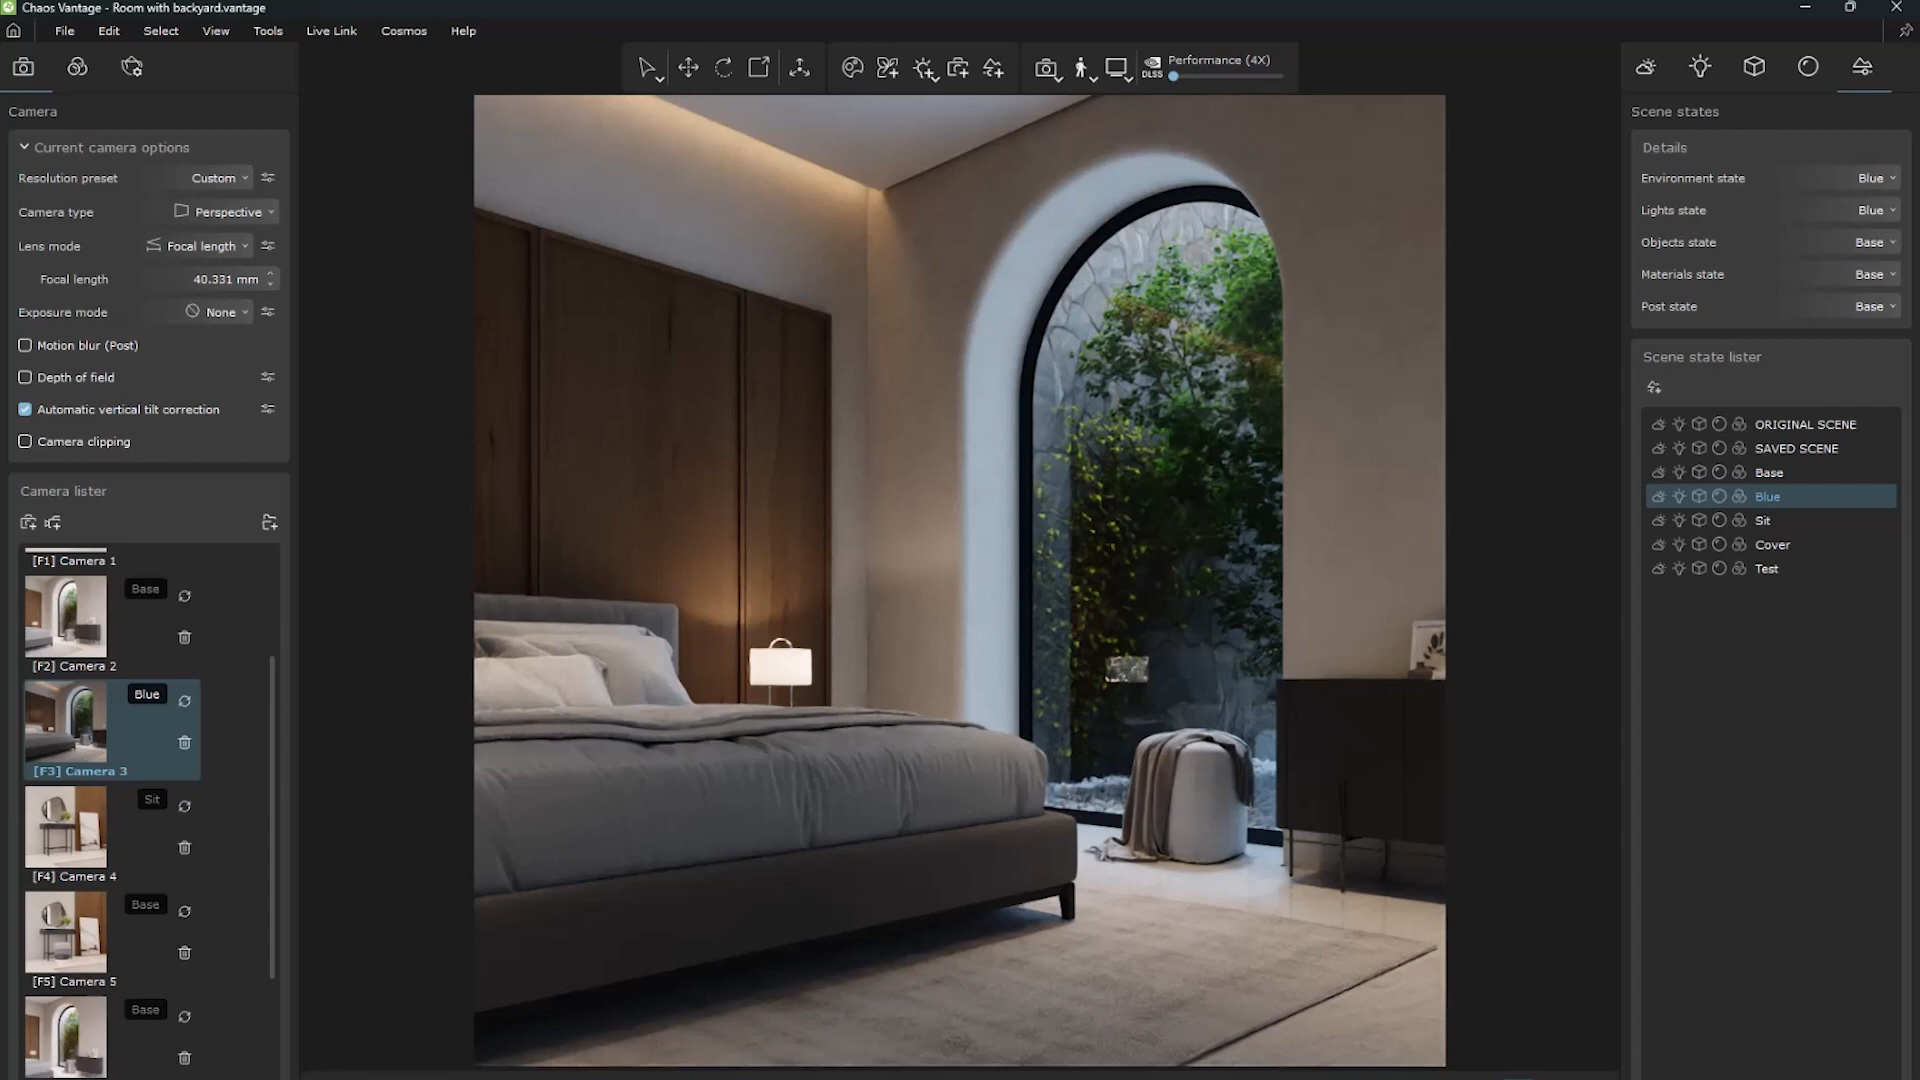 Chaos Vantage - Room with backyard.vantage
File Edit Select View Tools Live Link Cosmos Help
DLSS
Performance (4X)
Camera
Current camera options
Resolution preset Custom
Camera type Perspective
Lens mode Focal length
Focal length 40.331 mm
Exposure mode None
Motion blur (Post)
Depth of field
Automatic vertical tilt correction
Camera clipping
Camera lister
[F1] Camera 1
Base
[F2] Camera 2
Blue
[F3] Camera 3
Sit
[F4] Camera 4
Base
[F5] Camera 5
Base
Scene states
Details
Environment state Blue
Lights state Blue
Objects state Base
Materials state Base
Post state Base
Scene state lister
ORIGINAL SCENE
SAVED SCENE
Base
Blue
Sit
Cover
Test